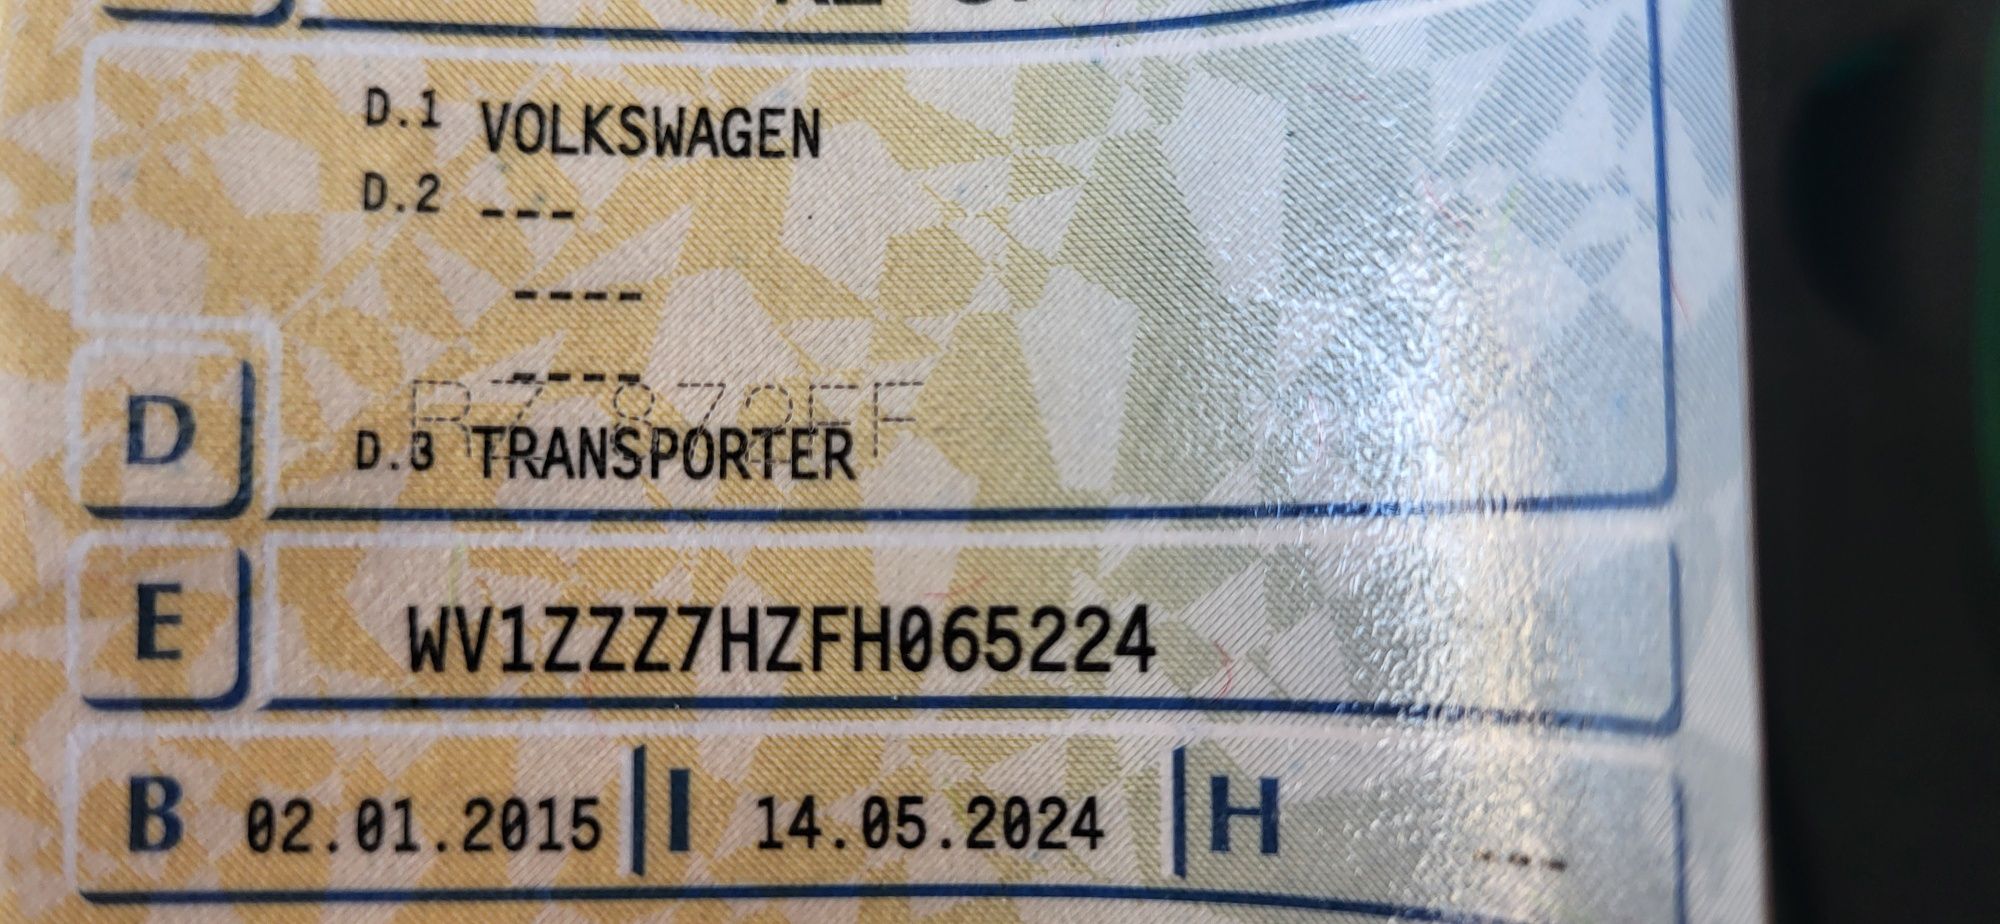 D.1 VOLKSWAGEN
D.2 ---
----
----
D
D.3 TRANSPORTER
E WV1ZZZ7HZFH065224
B 02.01.2015 I 14.05.2024 H ---